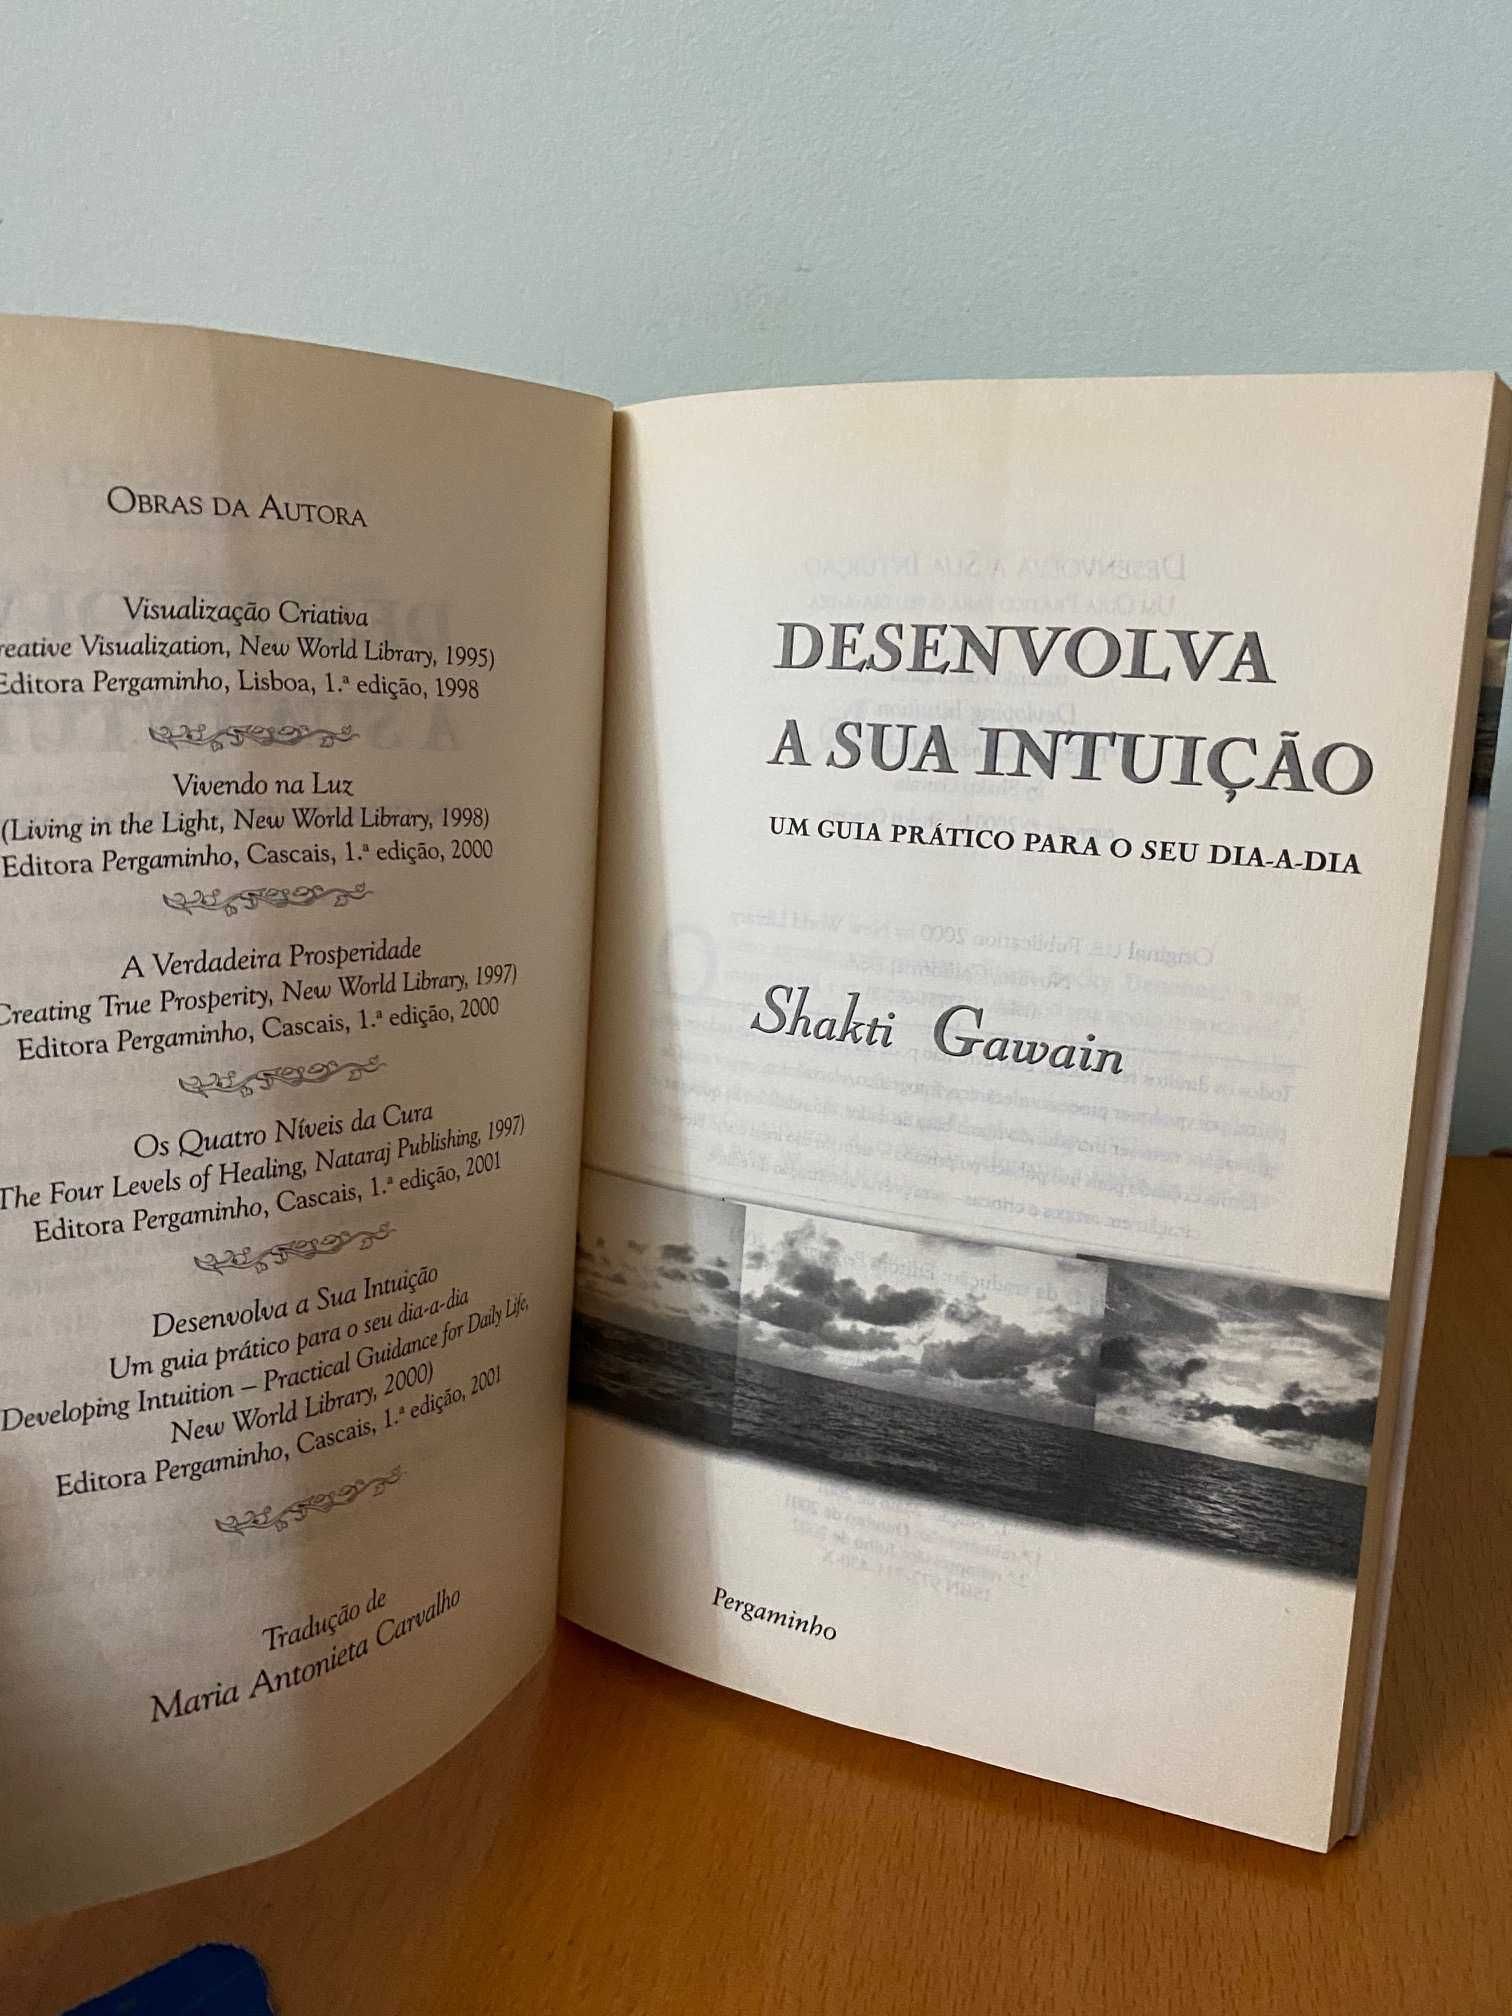 OBRAS DA AUTORA
Visualização Criativa
Visualization, New World Library, 1995)
Editora Pergaminho, Lisboa, 1.ª edição, 1998
Vivendo na Luz
(Living in the Light, New World Library, 1998)
Editora Pergaminho, Cascais, 1.ª edição, 2000
A Verdadeira Prosperidade
Creating True Prosperity, New World Library, 1997)
Editora Pergaminho, Cascais, 1.ª edição, 2000
Os Quatro Níveis da Cura
The Four Levels of Healing, Nataraj Publishing, 1997)
Editora Pergaminho, Cascais, 1.ª edição, 2001
Desenvolva a Sua Intuição
Um guia prático para o seu dia-a-dia
Developing Intuition – Practical Guidance for Daily Life,
New World Library, 2000)
Editora Pergaminho, Cascais, 1.ª edição, 2001
Tradução de
Maria Antonieta Carvalho
DESENVOLVA
A SUA INTUIÇÃO
UM GUIA PRÁTICO PARA O SEU DIA-A-DIA
Shakti Gawain
Pergaminho